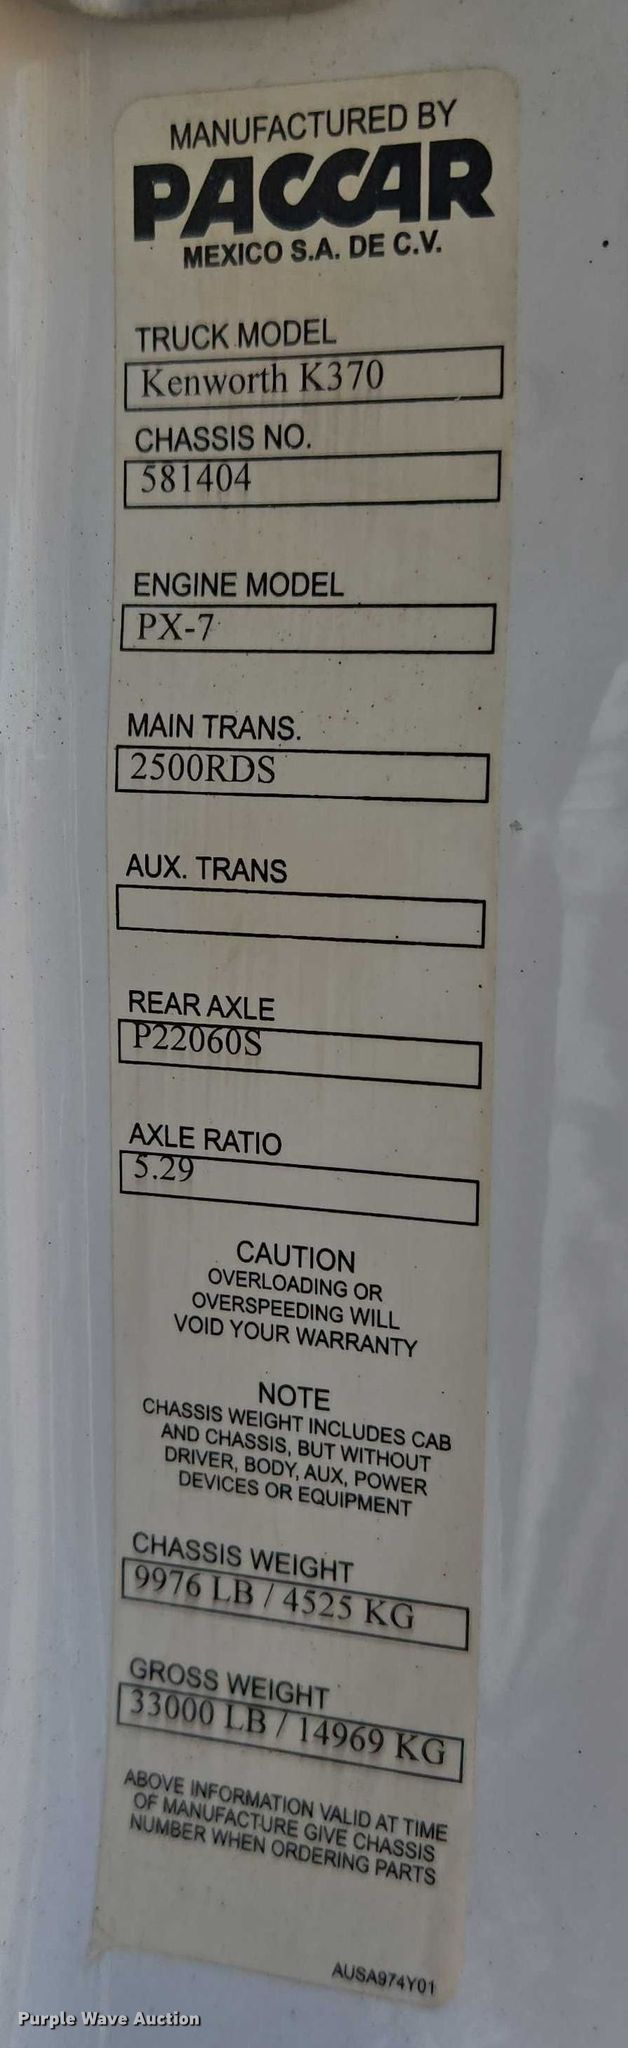 MANUFACTURED BY
PACCAR
MEXICO S.A. DE C.V.
TRUCK MODEL
Kenworth K370
CHASSIS NO.
581404
ENGINE MODEL
PX-7
MAIN TRANS.
2500RDS
AUX. TRANS
REAR AXLE
P22060S
AXLE RATIO
5.29
CAUTION
OVERLOADING OR
OVERSPEEDING WILL
VOID YOUR WARRANTY
NOTE
CHASSIS WEIGHT INCLUDES CAB
AND CHASSIS, BUT WITHOUT
DRIVER, BODY, AUX, POWER
DEVICES OR EQUIPMENT
CHASSIS WEIGHT
9976 LB / 4525 KG
GROSS WEIGHT
33000 LB / 14969 KG
ABOVE INFORMATION VALID AT TIME
OF MANUFACTURE GIVE CHASSIS
NUMBER WHEN ORDERING PARTS
AUSA974Y01
Purple Wave Auction